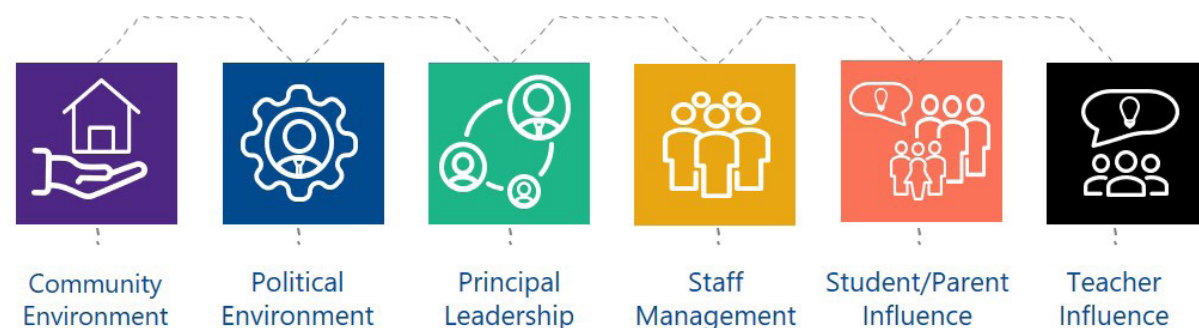 Community
Environment
Political
Environment
Principal
Leadership
Staff
Management
Student/Parent
Influence
Teacher
Influence